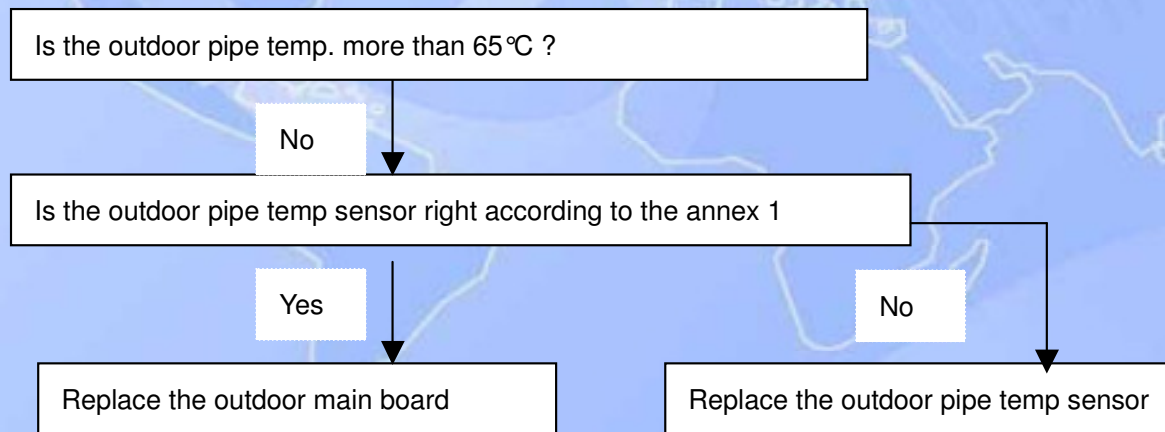 Is the outdoor pipe temp. more than 65℃ ?
No
Is the outdoor pipe temp sensor right according to the annex 1
Yes
No
Replace the outdoor main board
Replace the outdoor pipe temp sensor